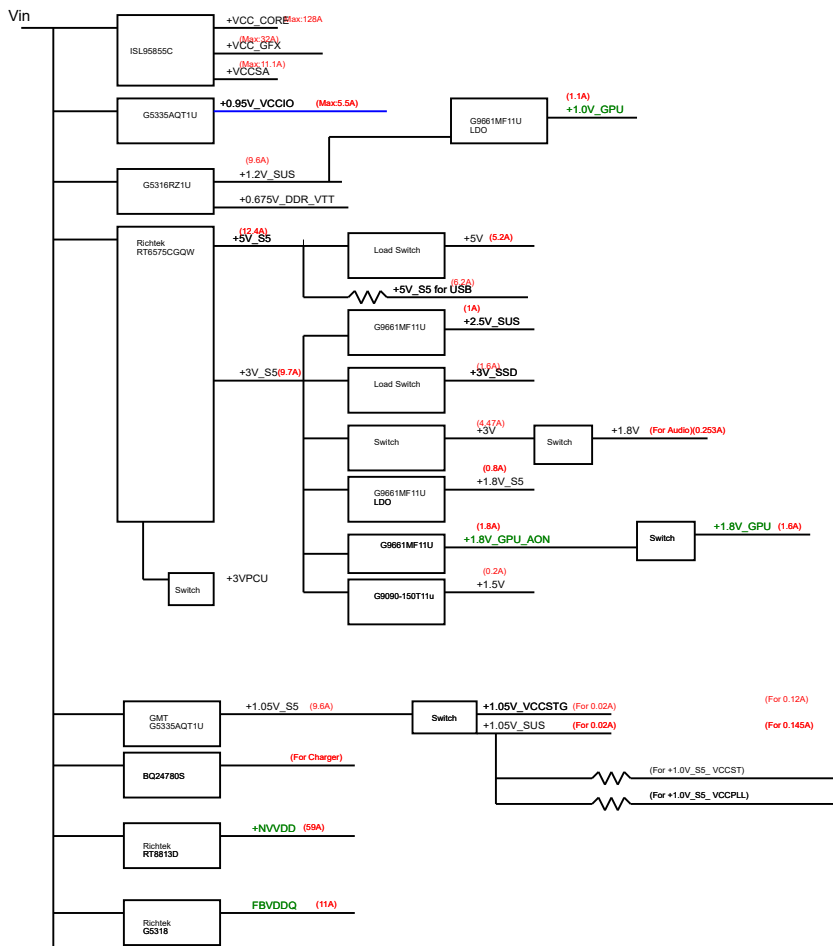 Vin
+VCC_CORE Max:128A
(Max:32A)
+VCC_GFX
ISL95855C
(Max:11.1A)
+VCCSA
+0.95V_VCCIO (Max:5.5A)
G5335AQT1U
(1.1A)
+1.0V_GPU
G9661MF11U
LDO
(9.6A)
+1.2V_SUS
G5316RZ1U
+0.675V_DDR_VTT
(12.4A)
+5V_S5
Richtek
RT6575CGQW
Load Switch
+5V (5.2A)
(6.2A)
+5V_S5 for USB
(1A)
+2.5V_SUS
G9661MF11U
+3V_S5(9.7A)
(1.6A)
+3V_SSD
Load Switch
(4.47A)
+3V
Switch
Switch
+1.8V (For Audio)(0.253A)
(0.8A)
+1.8V_S5
G9661MF11U
LDO
(1.8A)
+1.8V_GPU_AON
G9661MF11U
Switch
+1.8V_GPU (1.6A)
(0.2A)
+1.5V
G9090-150T11u
+3VPCU
Switch
+1.05V_S5 (9.6A)
GMT
G5335AQT1U
Switch
+1.05V_VCCSTG (For 0.02A)
(For 0.12A)
+1.05V_SUS (For 0.02A)
(For 0.145A)
(For Charger)
BQ24780S
(For +1.0V_S5_ VCCST)
(For +1.0V_S5_ VCCPLL)
+NVVDD (59A)
Richtek
RT8813D
FBVDDQ (11A)
Richtek
G5318